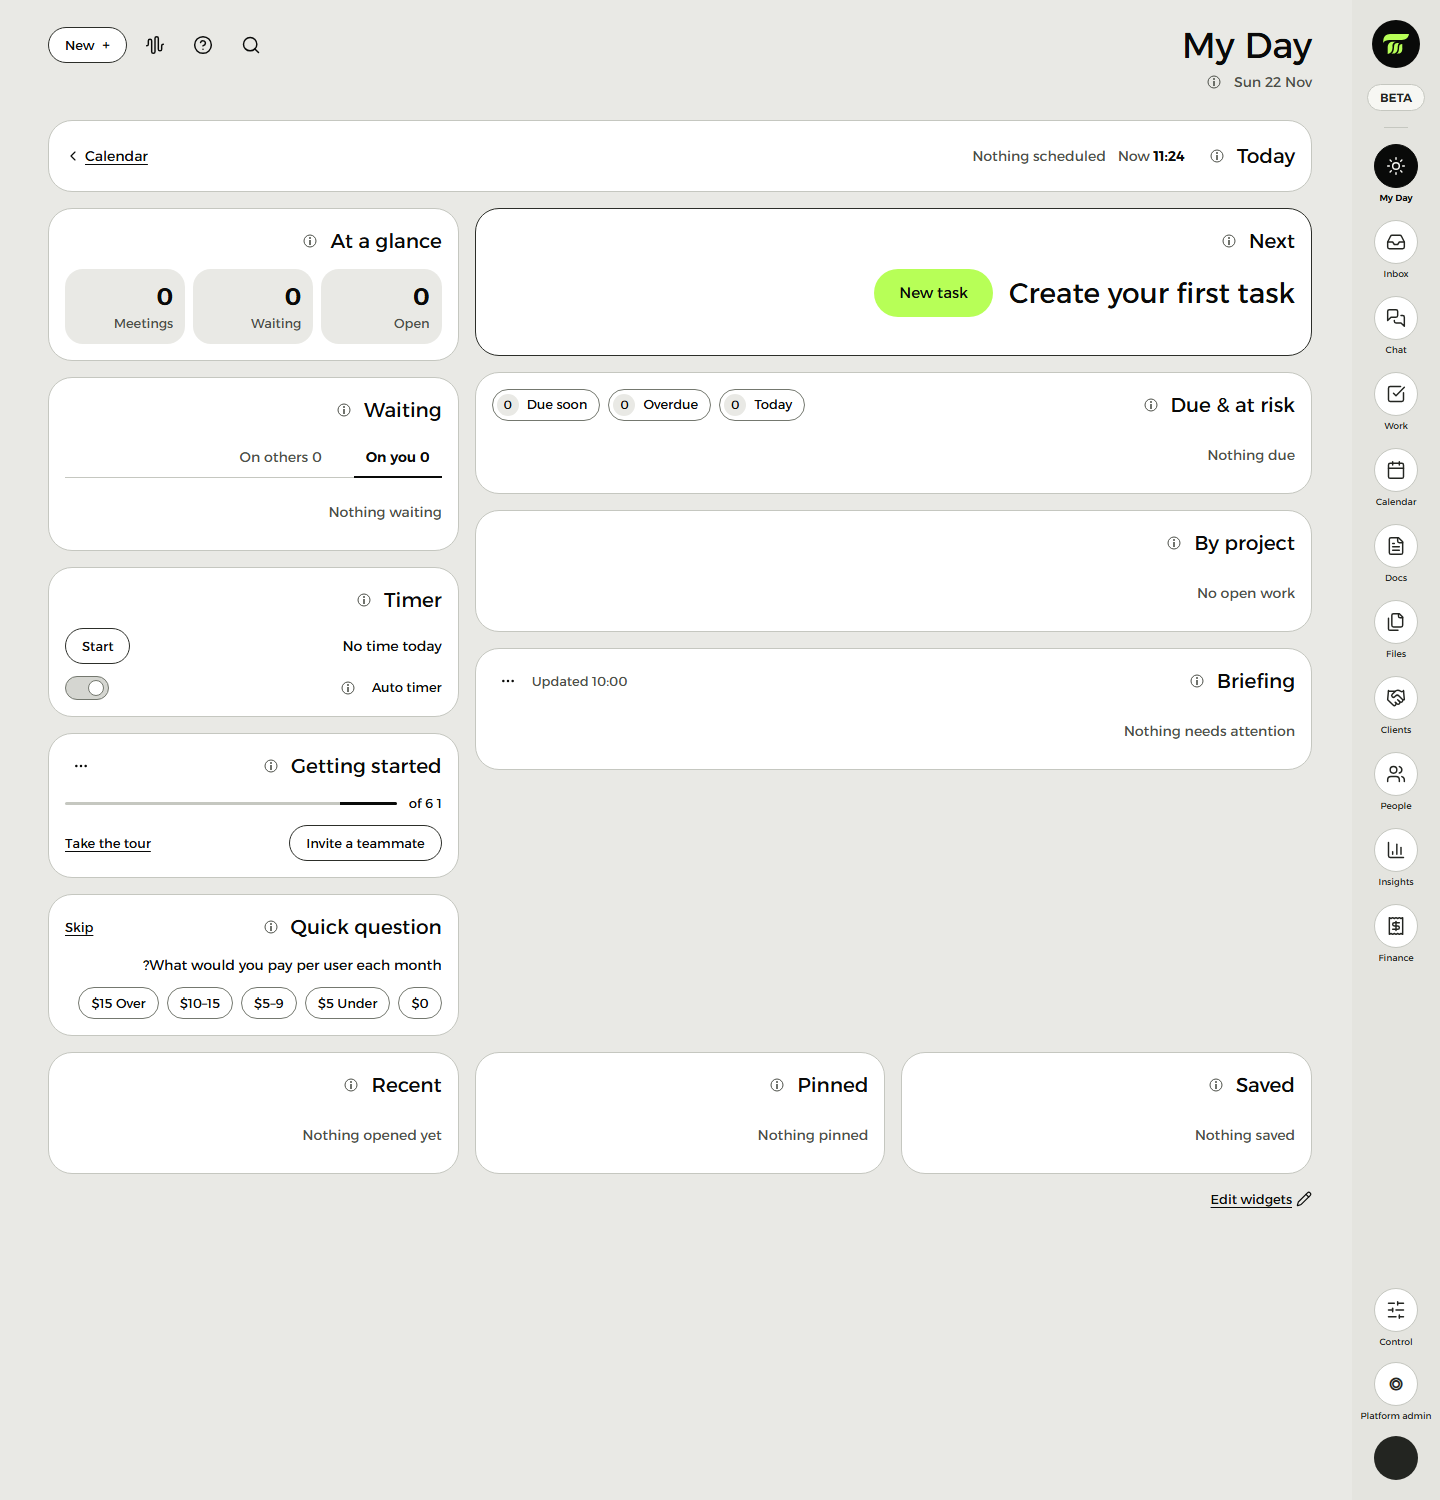 My Day
Sun 22 Nov
New +
BETA
Today
Now 11:24
Nothing scheduled
Calendar
Next
Create your first task
New task
At a glance
0
Open
0
Waiting
0
Meetings
Due & at risk
0 Today
0 Overdue
0 Due soon
Nothing due
Waiting
On you 0
On others 0
Nothing waiting
By project
No open work
Timer
No time today
Start
Auto timer
Briefing
Updated 10:00
Nothing needs attention
Getting started
of 6 1
Invite a teammate
Take the tour
Quick question
Skip
?What would you pay per user each month
$0
$5 Under
$5-9
$10-15
$15 Over
Saved
Nothing saved
Pinned
Nothing pinned
Recent
Nothing opened yet
Edit widgets
My Day
Inbox
Chat
Work
Calendar
Docs
Files
Clients
People
Insights
Finance
Control
Platform admin